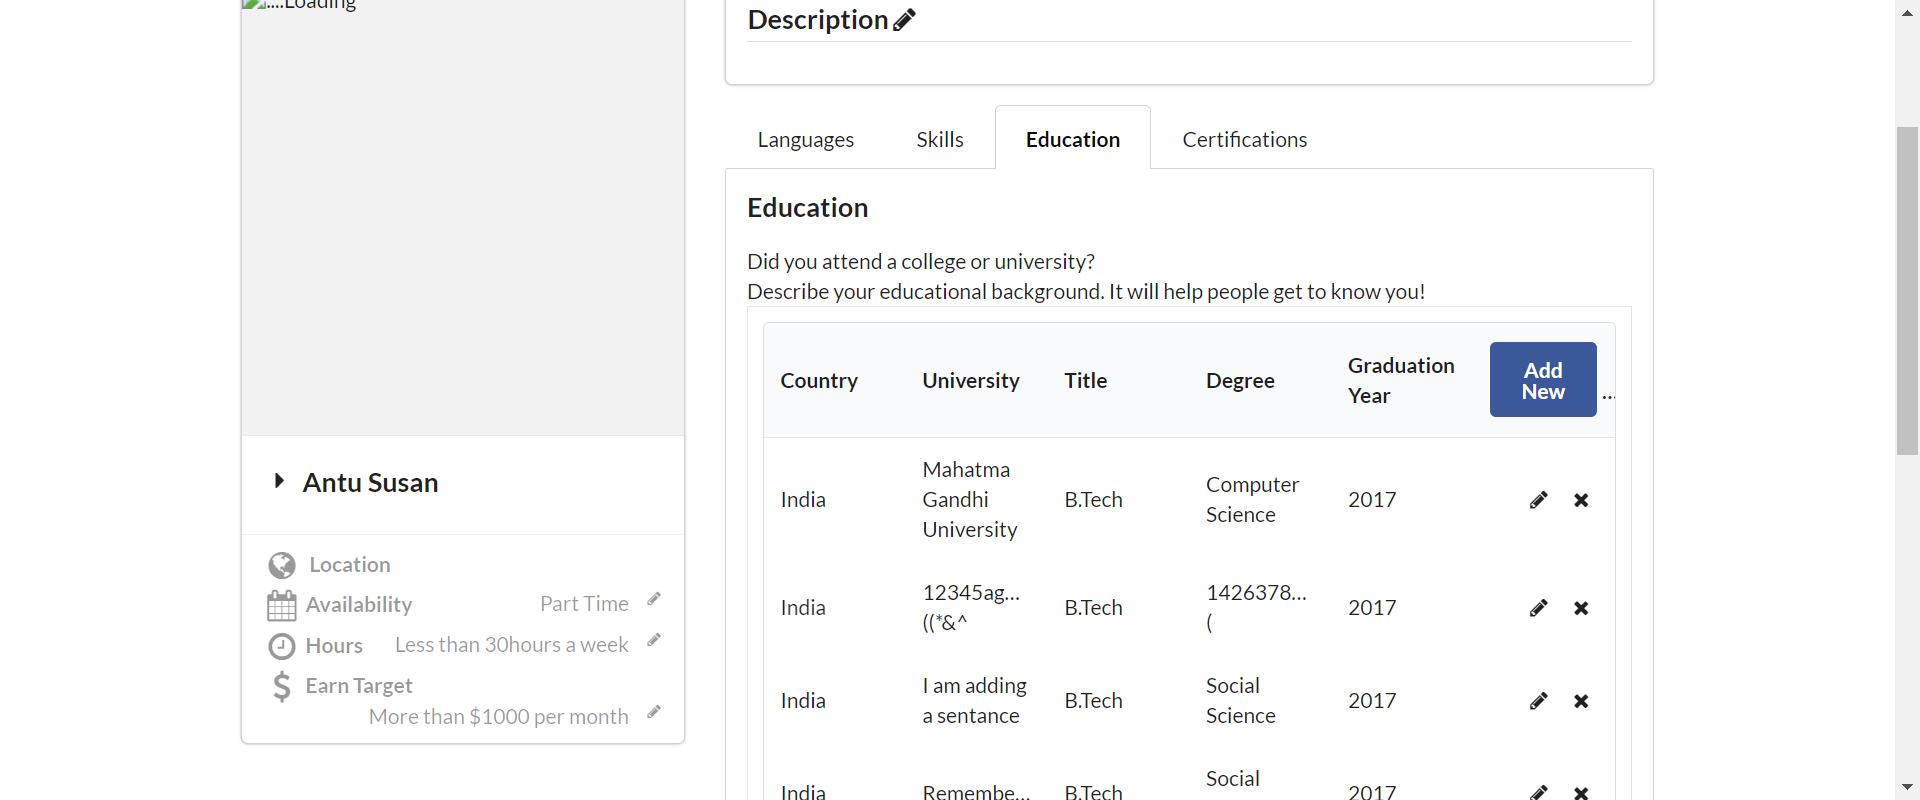 ....Loading
Description
Languages Skills Education Certifications
Education
Did you attend a college or university?
Describe your educational background. It will help people get to know you!
Country University Title Degree Graduation Year Add New ...
India Mahatma Gandhi University B.Tech Computer Science 2017
India 12345ag... ((*&^ B.Tech 1426378... ( 2017
India I am adding a sentance B.Tech Social Science 2017
India Remembe... B.Tech Social 2017
Antu Susan
Location
Availability Part Time
Hours Less than 30hours a week
Earn Target
More than $1000 per month